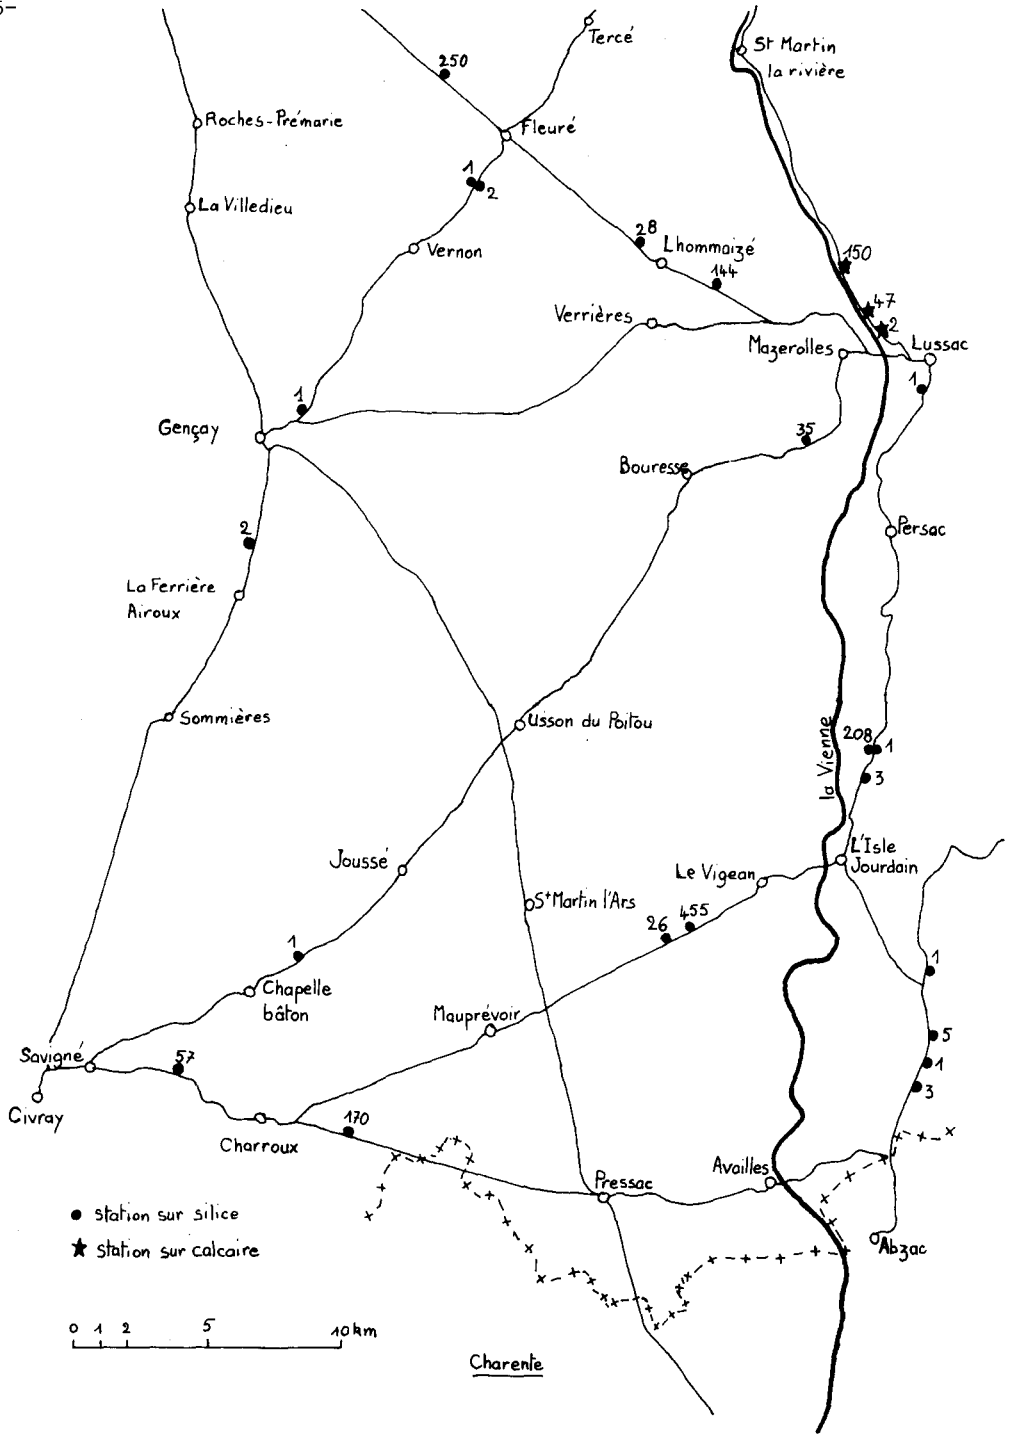 5-
Tercé
St Martin
la rivière
250
Roches-Prémarie
Fleuré
1
2
La Villedieu
Vernon
28
Lhommaizé
150
144
47
Verrières
2
Mazerolles
Lussac
1
1
Gençay
35
Bouresse
2
Persac
La Ferrière
Airoux
Sommières
Usson du Poitou
la Vienne
208
1
3
Joussé
L'Isle
Jourdain
Le Vigean
St Martin l'Ars
26
455
1
1
Chapelle
bâton
Mauprévoir
5
Savigné
57
1
3
Civray
170
Charroux
Availles
Pressac
station sur silice
Abzac
station sur calcaire
0 1 2 5 10 km
Charente